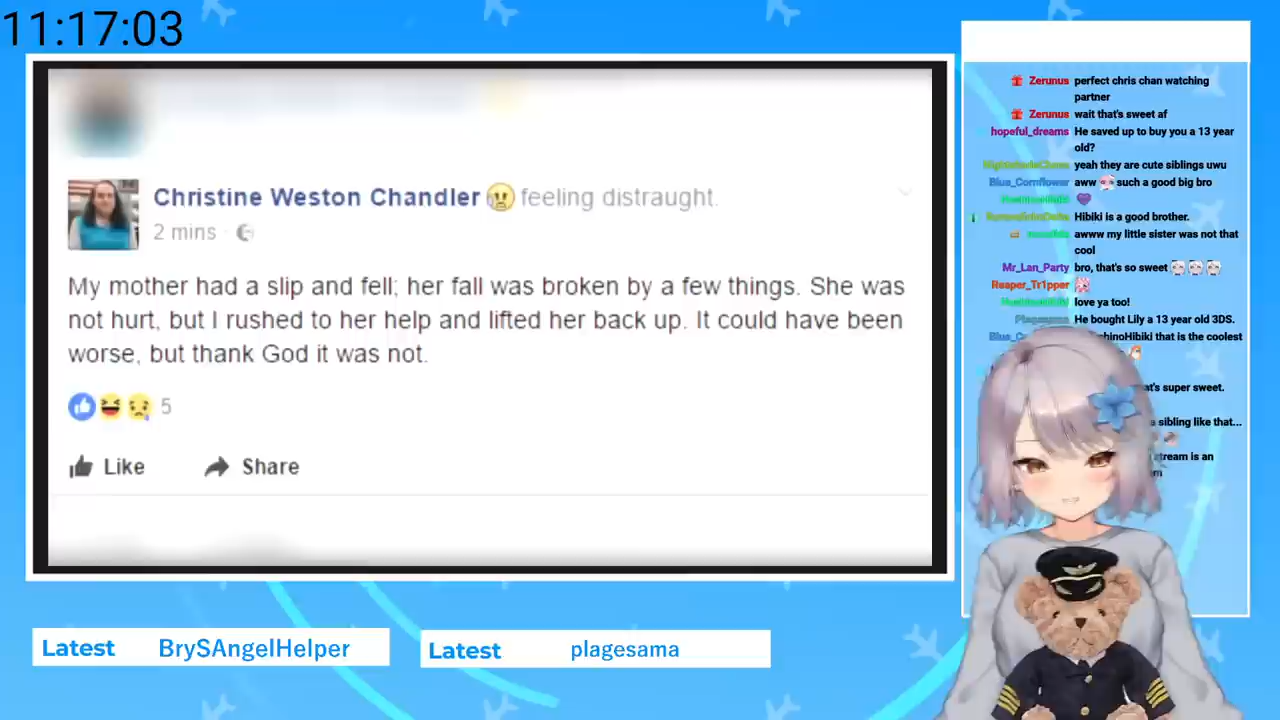 11:17:03
Christine Weston Chandler feeling distraught.
2 mins
My mother had a slip and fell; her fall was broken by a few things. She was
not hurt, but I rushed to her help and lifted her back up. It could have been
worse, but thank God it was not.
5
Like Share
Latest BrySAngelHelper
Latest plagesama
Zerunus perfect chris chan watching
partner
Zerunus wait that's sweet af
hopeful_dreams He saved up to buy you a 13 year
old?
yeah they are cute siblings uwu
Blue_Cornflower aww such a good big bro
Hibiki is a good brother.
awww my little sister was not that
cool
Mr_Lan_Party bro, that's so sweet
Reaper_Tr1pper
love ya too!
Plagesama He bought Lily a 13 year old 3DS.
hinoHibiki that is the coolest
at's super sweet.
a sibling like that...
tream is an